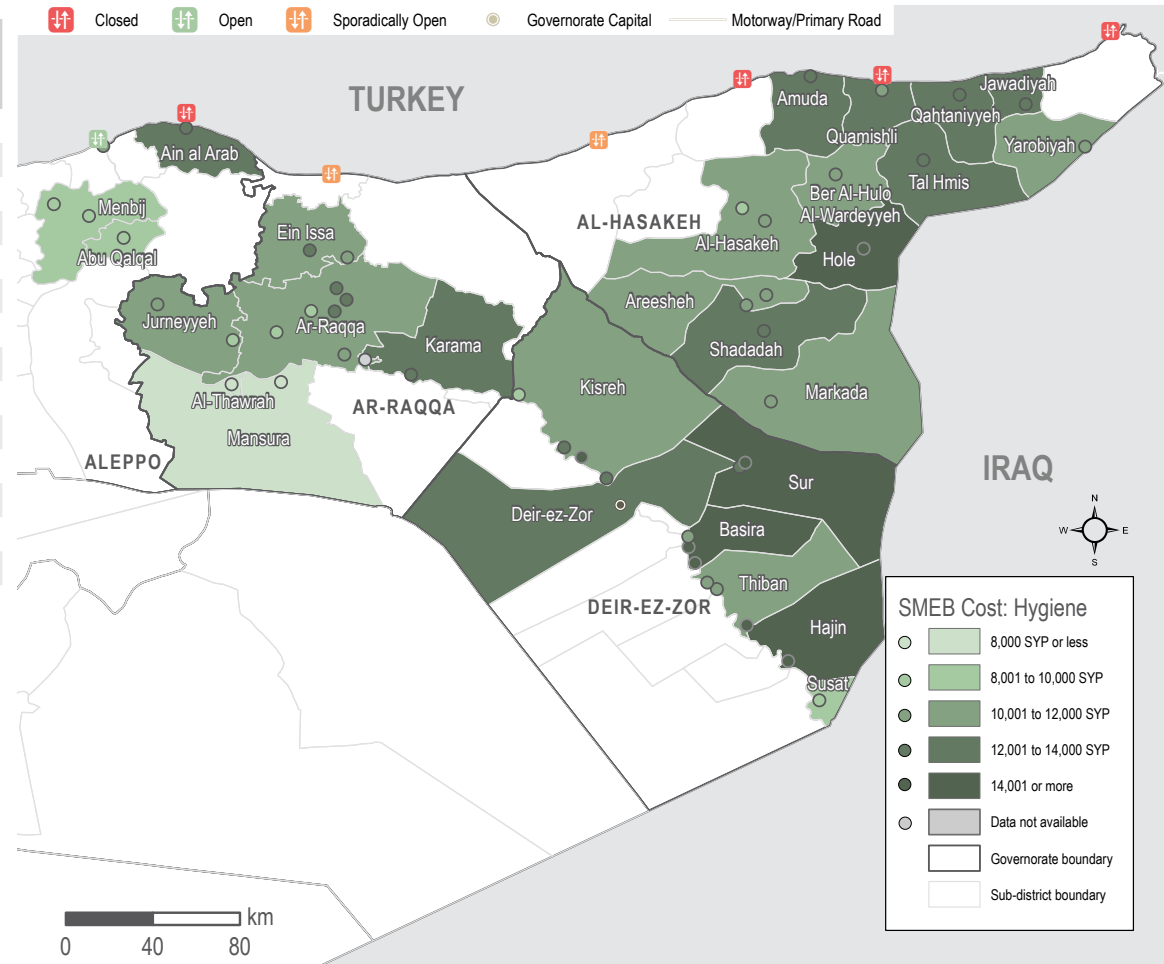 Closed
Open
Sporadically Open
Governorate Capital
Motorway/Primary Road
TURKEY
Amuda
Jawadiyah
Qahtaniyyeh
Quamishli
Ain al Arab
Yarobiyah
Tal Hmis
Ber Al-Hulo
Al-Wardeyyeh
Menbij
AL-HASAKEH
Ein Issa
Al-Hasakeh
Abu Qalqal
Hole
Areesheh
Jurneyyeh
Ar-Raqqa
Karama
Shadadah
Kisreh
Markada
Al-Thawrah
AR-RAQQA
Mansura
ALEPPO
IRAQ
Sur
Deir-ez-Zor
Basira
N
W
E
S
Thiban
DEIR-EZ-ZOR
Hajin
Susat
SMEB Cost: Hygiene
8,000 SYP or less
8,001 to 10,000 SYP
10,001 to 12,000 SYP
12,001 to 14,000 SYP
14,001 or more
Data not available
Governorate boundary
Sub-district boundary
km
0 40 80